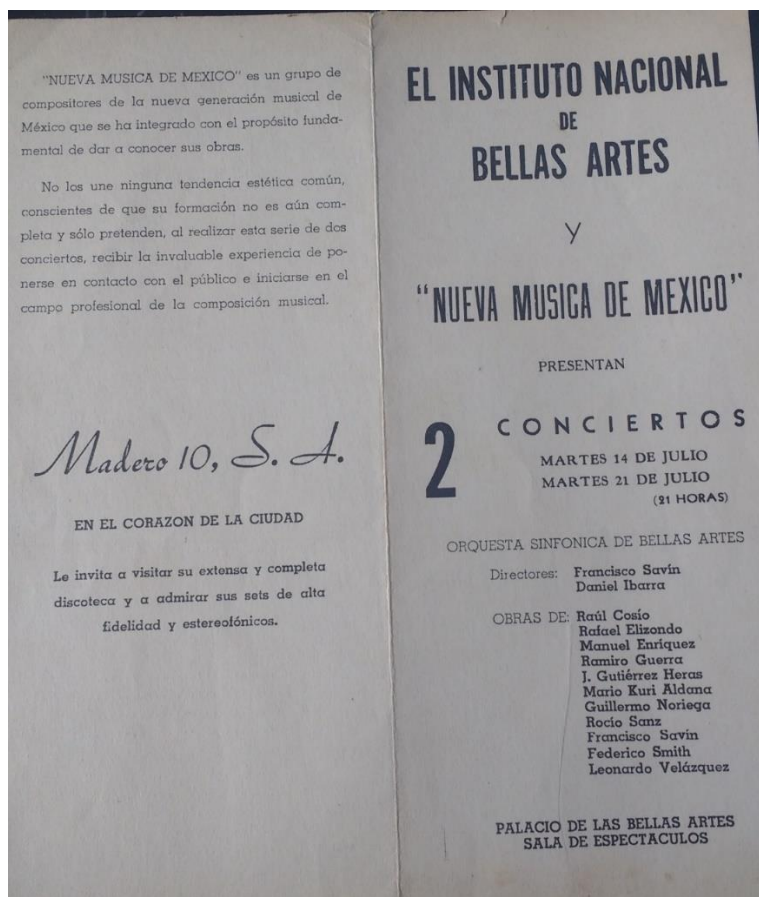 "NUEVA MUSICA DE MEXICO" es un grupo de
compositores de la nueva generación musical de
México que se ha integrado con el propósito funda-
mental de dar a conocer sus obras.
No los une ninguna tendencia estética común,
conscientes de que su formación no es aún com-
pleta y sólo pretenden, al realizar esta serie de dos
conciertos, recibir la invaluable experiencia de po-
nerse en contacto con el público e iniciarse en el
campo profesional de la composición musical.
Madero 10, S. A.
EN EL CORAZON DE LA CIUDAD
Le invita a visitar su extensa y completa
discoteca y a admirar sus sets de alta
fidelidad y estereofónicos.
EL INSTITUTO NACIONAL
DE
BELLAS ARTES
Y
"NUEVA MUSICA DE MEXICO"
PRESENTAN
2 CONCIERTOS
MARTES 14 DE JULIO
MARTES 21 DE JULIO
(21 HORAS)
ORQUESTA SINFONICA DE BELLAS ARTES
Directores: Francisco Savín
Daniel Ibarra
OBRAS DE: Raúl Cosío
Rafael Elizondo
Manuel Enríquez
Ramiro Guerra
J. Gutiérrez Heras
Mario Kuri Aldana
Guillermo Noriega
Rocío Sanz
Francisco Savín
Federico Smith
Leonardo Velázquez
PALACIO DE LAS BELLAS ARTES
SALA DE ESPECTACULOS